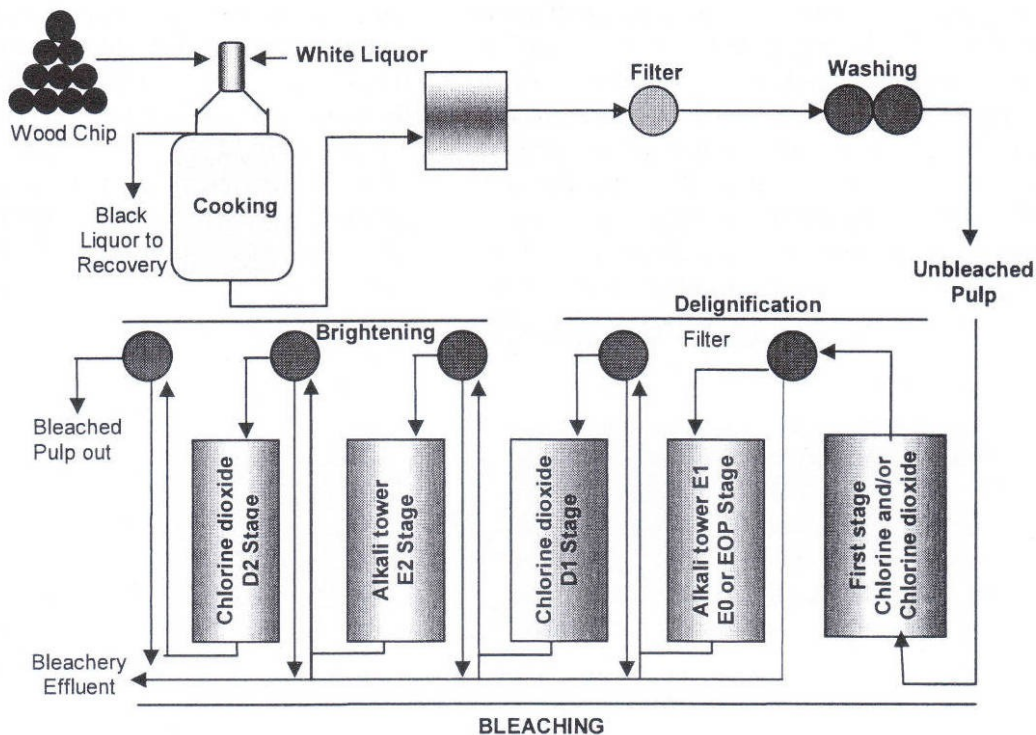 White Liquor
Wood Chip
Filter
Washing
Cooking
Black
Liquor to
Recovery
Unbleached
Pulp
Delignification
Brightening
Filter
Bleached
Pulp out
Chlorine dioxide
D2 Stage
Alkali tower
E2 Stage
Chlorine dioxide
D1 Stage
Alkali tower E1
E0 or EOP Stage
First stage
Chlorine and/or
Chlorine dioxide
Bleachery
Effluent
BLEACHING